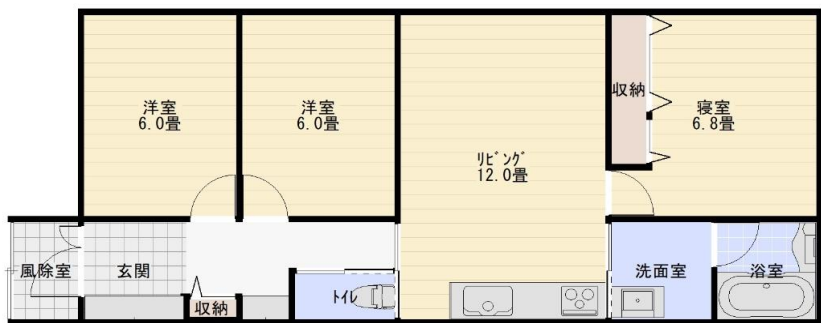 洋室
6.0畳
洋室
6.0畳
ﾘﾋﾞﾝｸﾞ
12.0畳
収納
寝室
6.8畳
風除室
玄関
収納
ﾄｲﾚ
洗面室
浴室